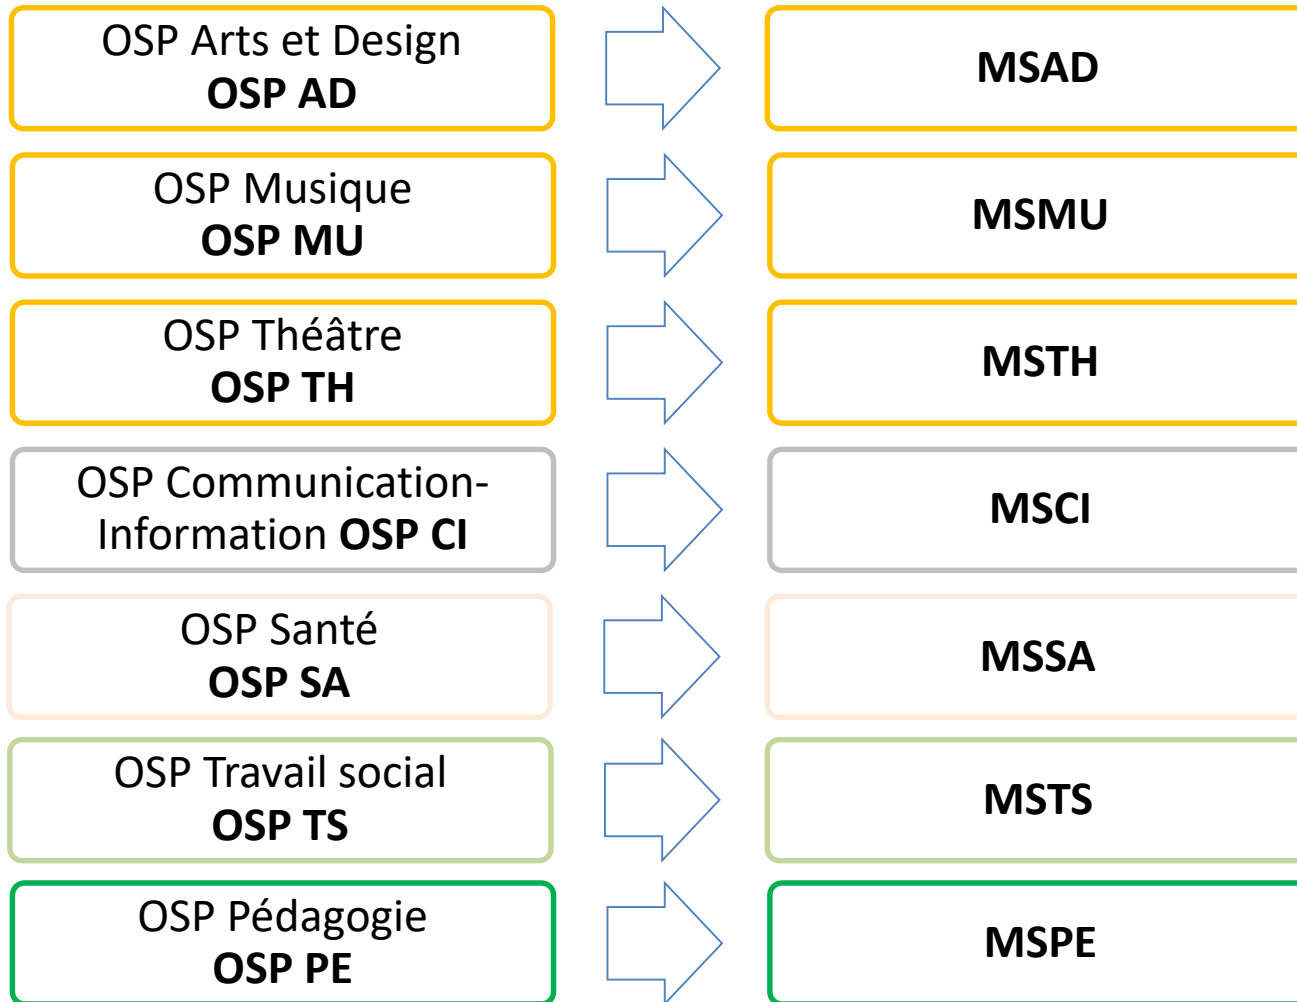 OSP Arts et Design
OSP AD
MSAD
OSP Musique
OSP MU
MSMU
OSP Théâtre
OSP TH
MSTH
OSP Communication-
Information OSP CI
MSCI
OSP Santé
OSP SA
MSSA
OSP Travail social
OSP TS
MSTS
OSP Pédagogie
OSP PE
MSPE